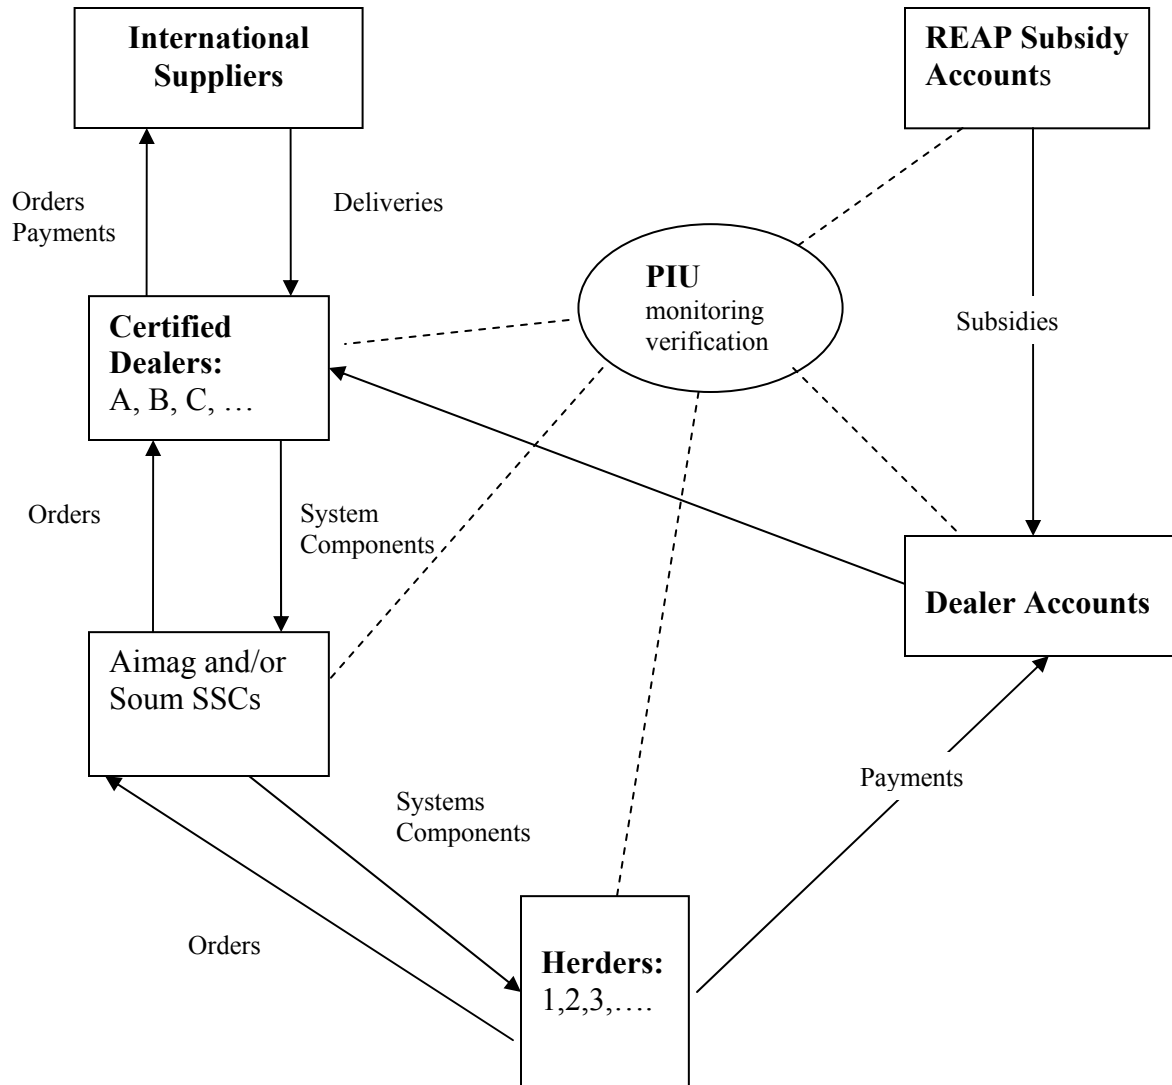 International
Suppliers
REAP Subsidy
Accounts
Orders
Payments
Deliveries
PIU
monitoring
verification
Certified
Dealers:
A, B, C, …
Subsidies
Orders
System
Components
Dealer Accounts
Aimag and/or
Soum SSCs
Payments
Systems
Components
Orders
Herders:
1,2,3,….